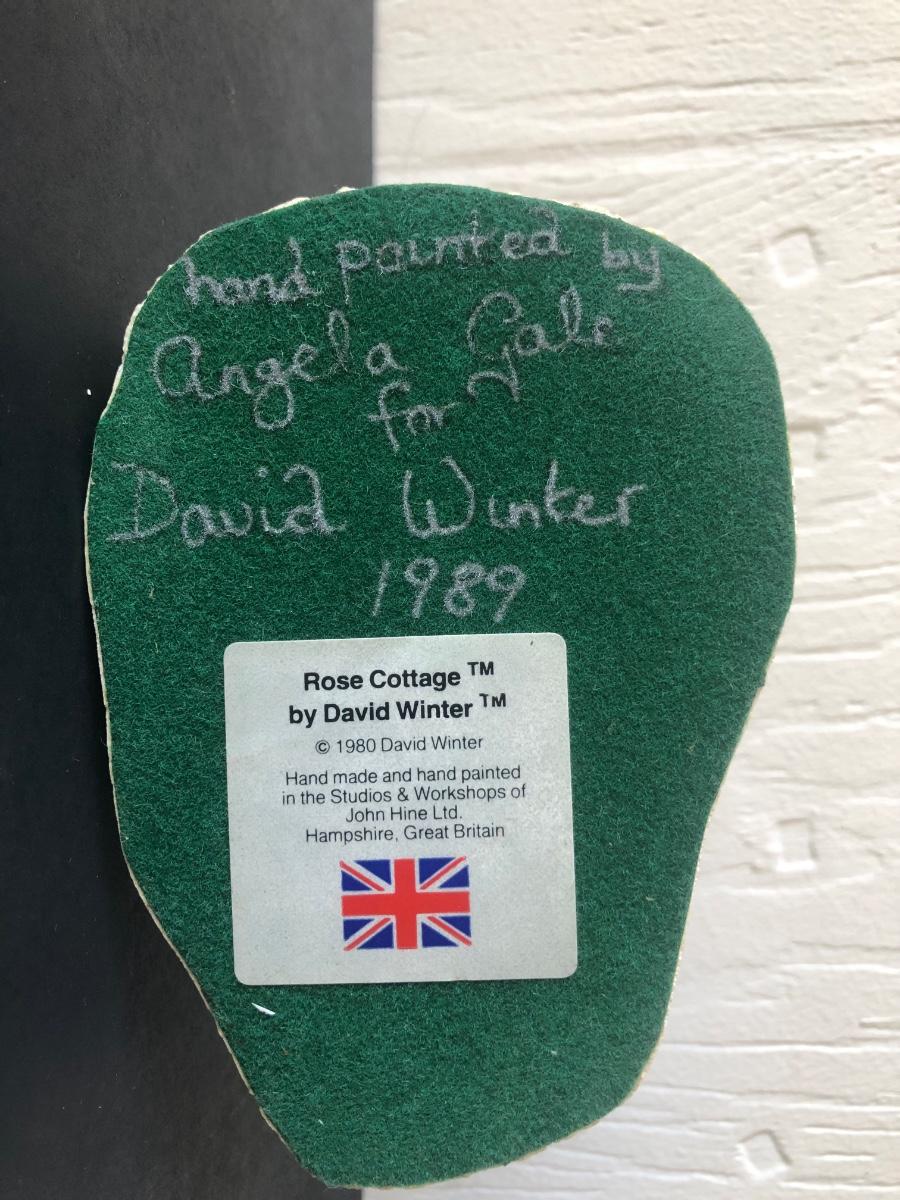 hand painted by
Angela Gale
for
David Winter
1989
Rose Cottage ™
by David Winter ™
© 1980 David Winter
Hand made and hand painted
in the Studios & Workshops of
John Hine Ltd.
Hampshire, Great Britain